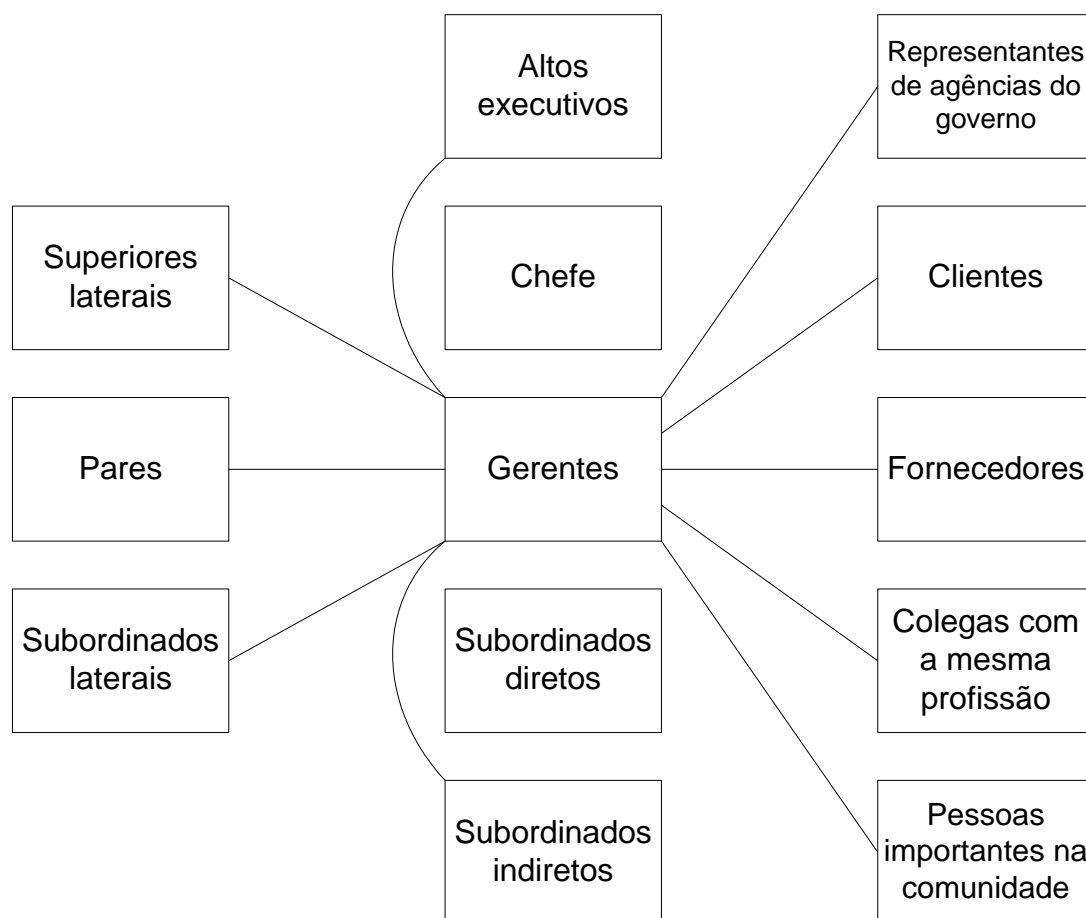 Altos
executivos
Representantes
de agências do
governo
Superiores
laterais
Chefe
Clientes
Pares
Gerentes
Fornecedores
Subordinados
laterais
Subordinados
diretos
Colegas com
a mesma
profissão
Subordinados
indiretos
Pessoas
importantes na
comunidade